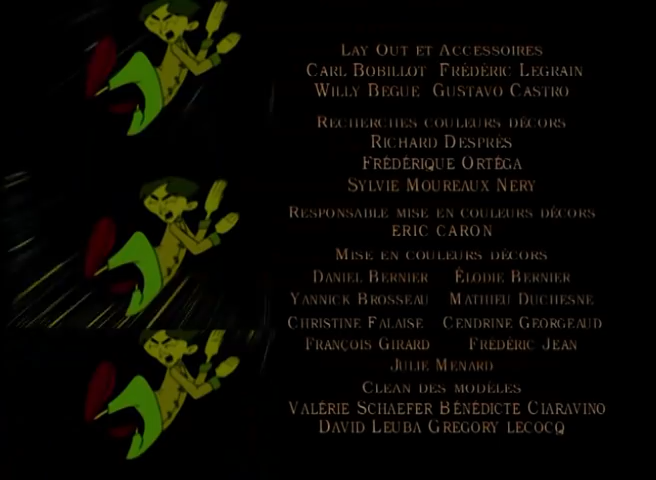 Lay Out et Accessoires
Carl Bobillot Frédéric Legrain
Willy Begue Gustavo Castro
Recherches couleurs décors
Richard Després
Frédérique Ortéga
Sylvie Moureaux Nery
Responsable mise en couleurs décors
Eric Caron
Mise en couleurs décors
Daniel Bernier Élodie Bernier
Yannick Brosseau Mathieu Duchesne
Christine Falaise Cendrine Georgeaud
François Girard Frédéric Jean
Julie Menard
Clean des modèles
Valérie Schaefer Bénédicte Ciaravino
David Leuba Gregory lecocq